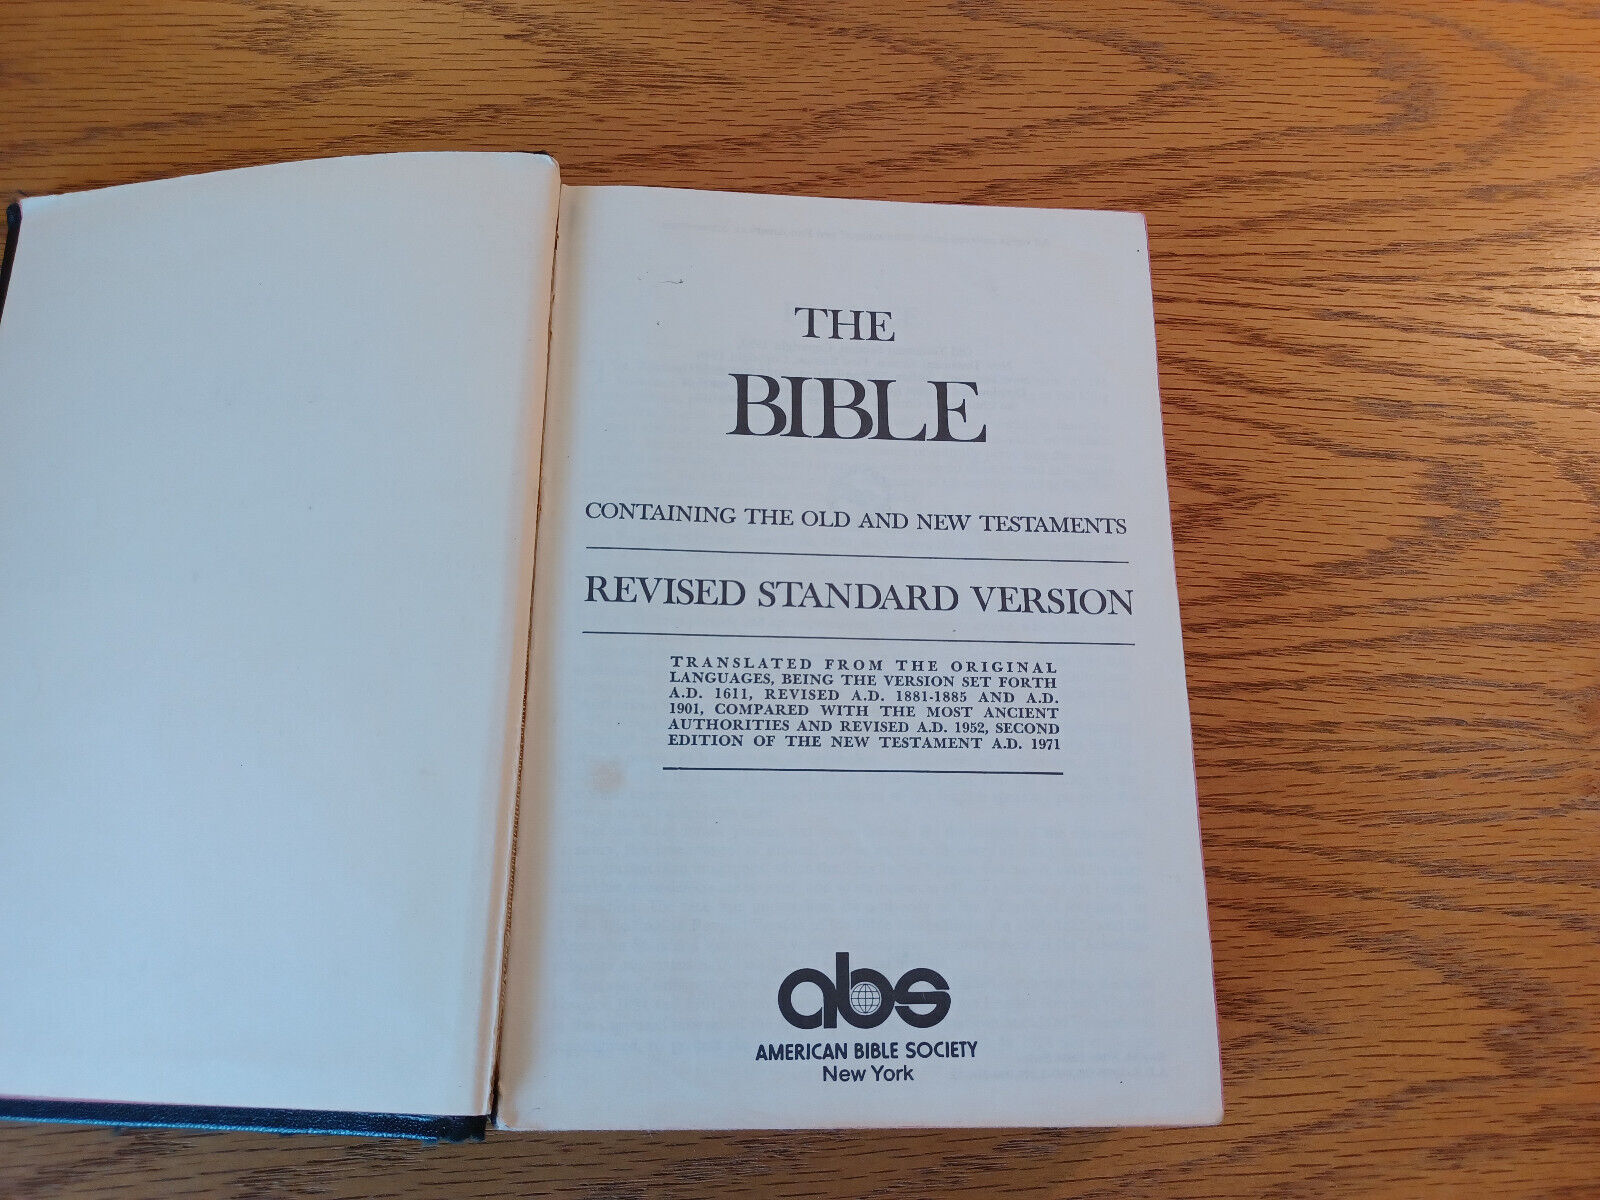 THE
BIBLE
CONTAINING THE OLD AND NEW TESTAMENTS
REVISED STANDARD VERSION
TRANSLATED FROM THE ORIGINAL
LANGUAGES, BEING THE VERSION SET FORTH
A.D. 1611, REVISED A.D. 1881-1885 AND A.D.
1901, COMPARED WITH THE MOST ANCIENT
AUTHORITIES AND REVISED A.D. 1952, SECOND
EDITION OF THE NEW TESTAMENT A.D. 1971
abs
AMERICAN BIBLE SOCIETY
New York